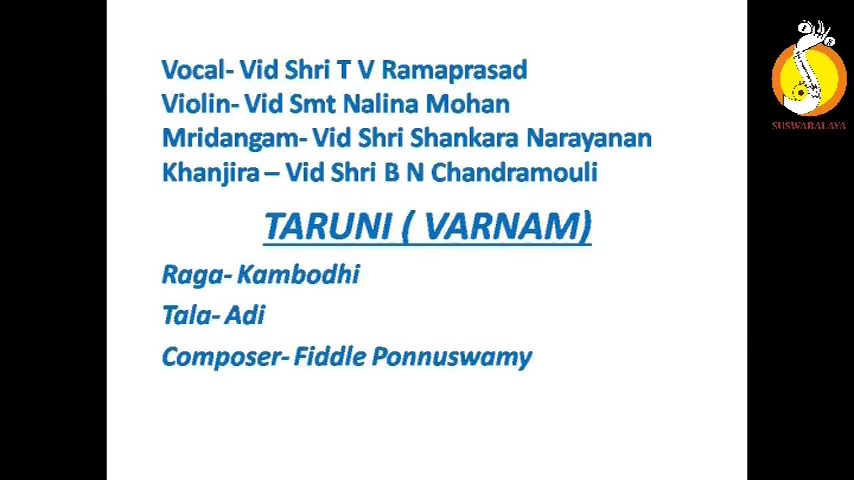 Vocal- Vid Shri T V Ramaprasad
Violin- Vid Smt Nalina Mohan
Mridangam- Vid Shri Shankara Narayanan
Khanjira – Vid Shri B N Chandramouli
TARUNI ( VARNAM)
Raga- Kambodhi
Tala- Adi
Composer- Fiddle Ponnuswamy
SUSWARALAYA